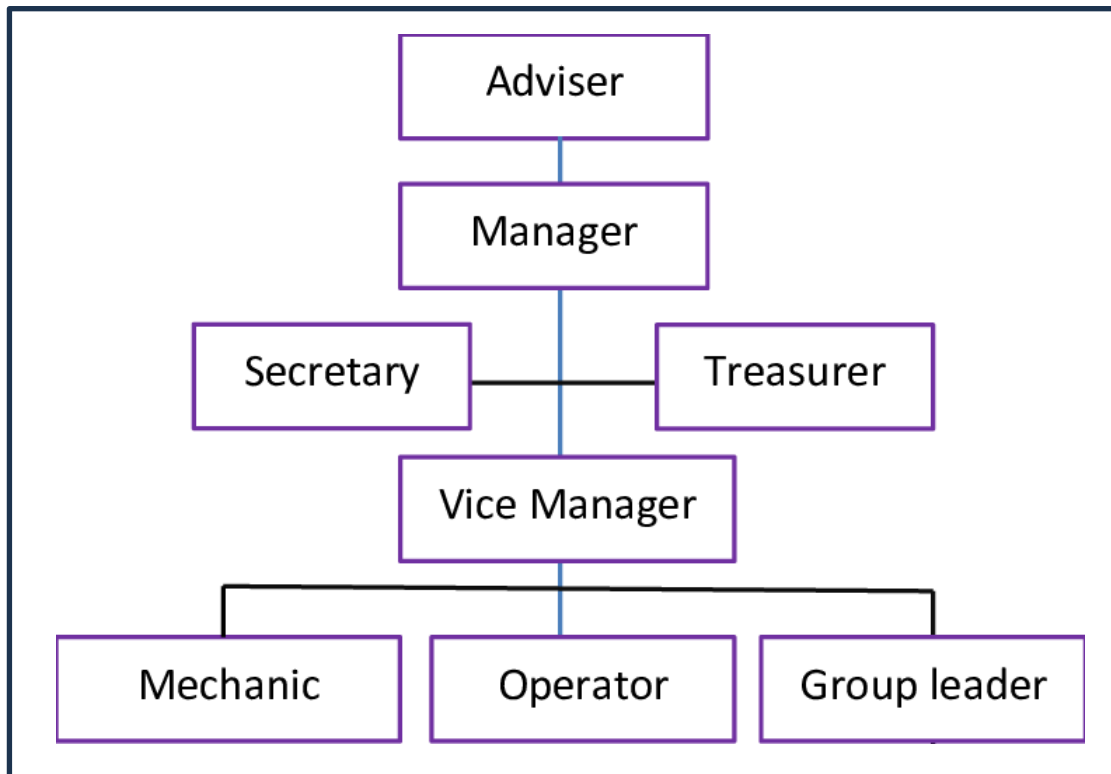 Adviser
Manager
Secretary
Treasurer
Vice Manager
Mechanic
Operator
Group leader